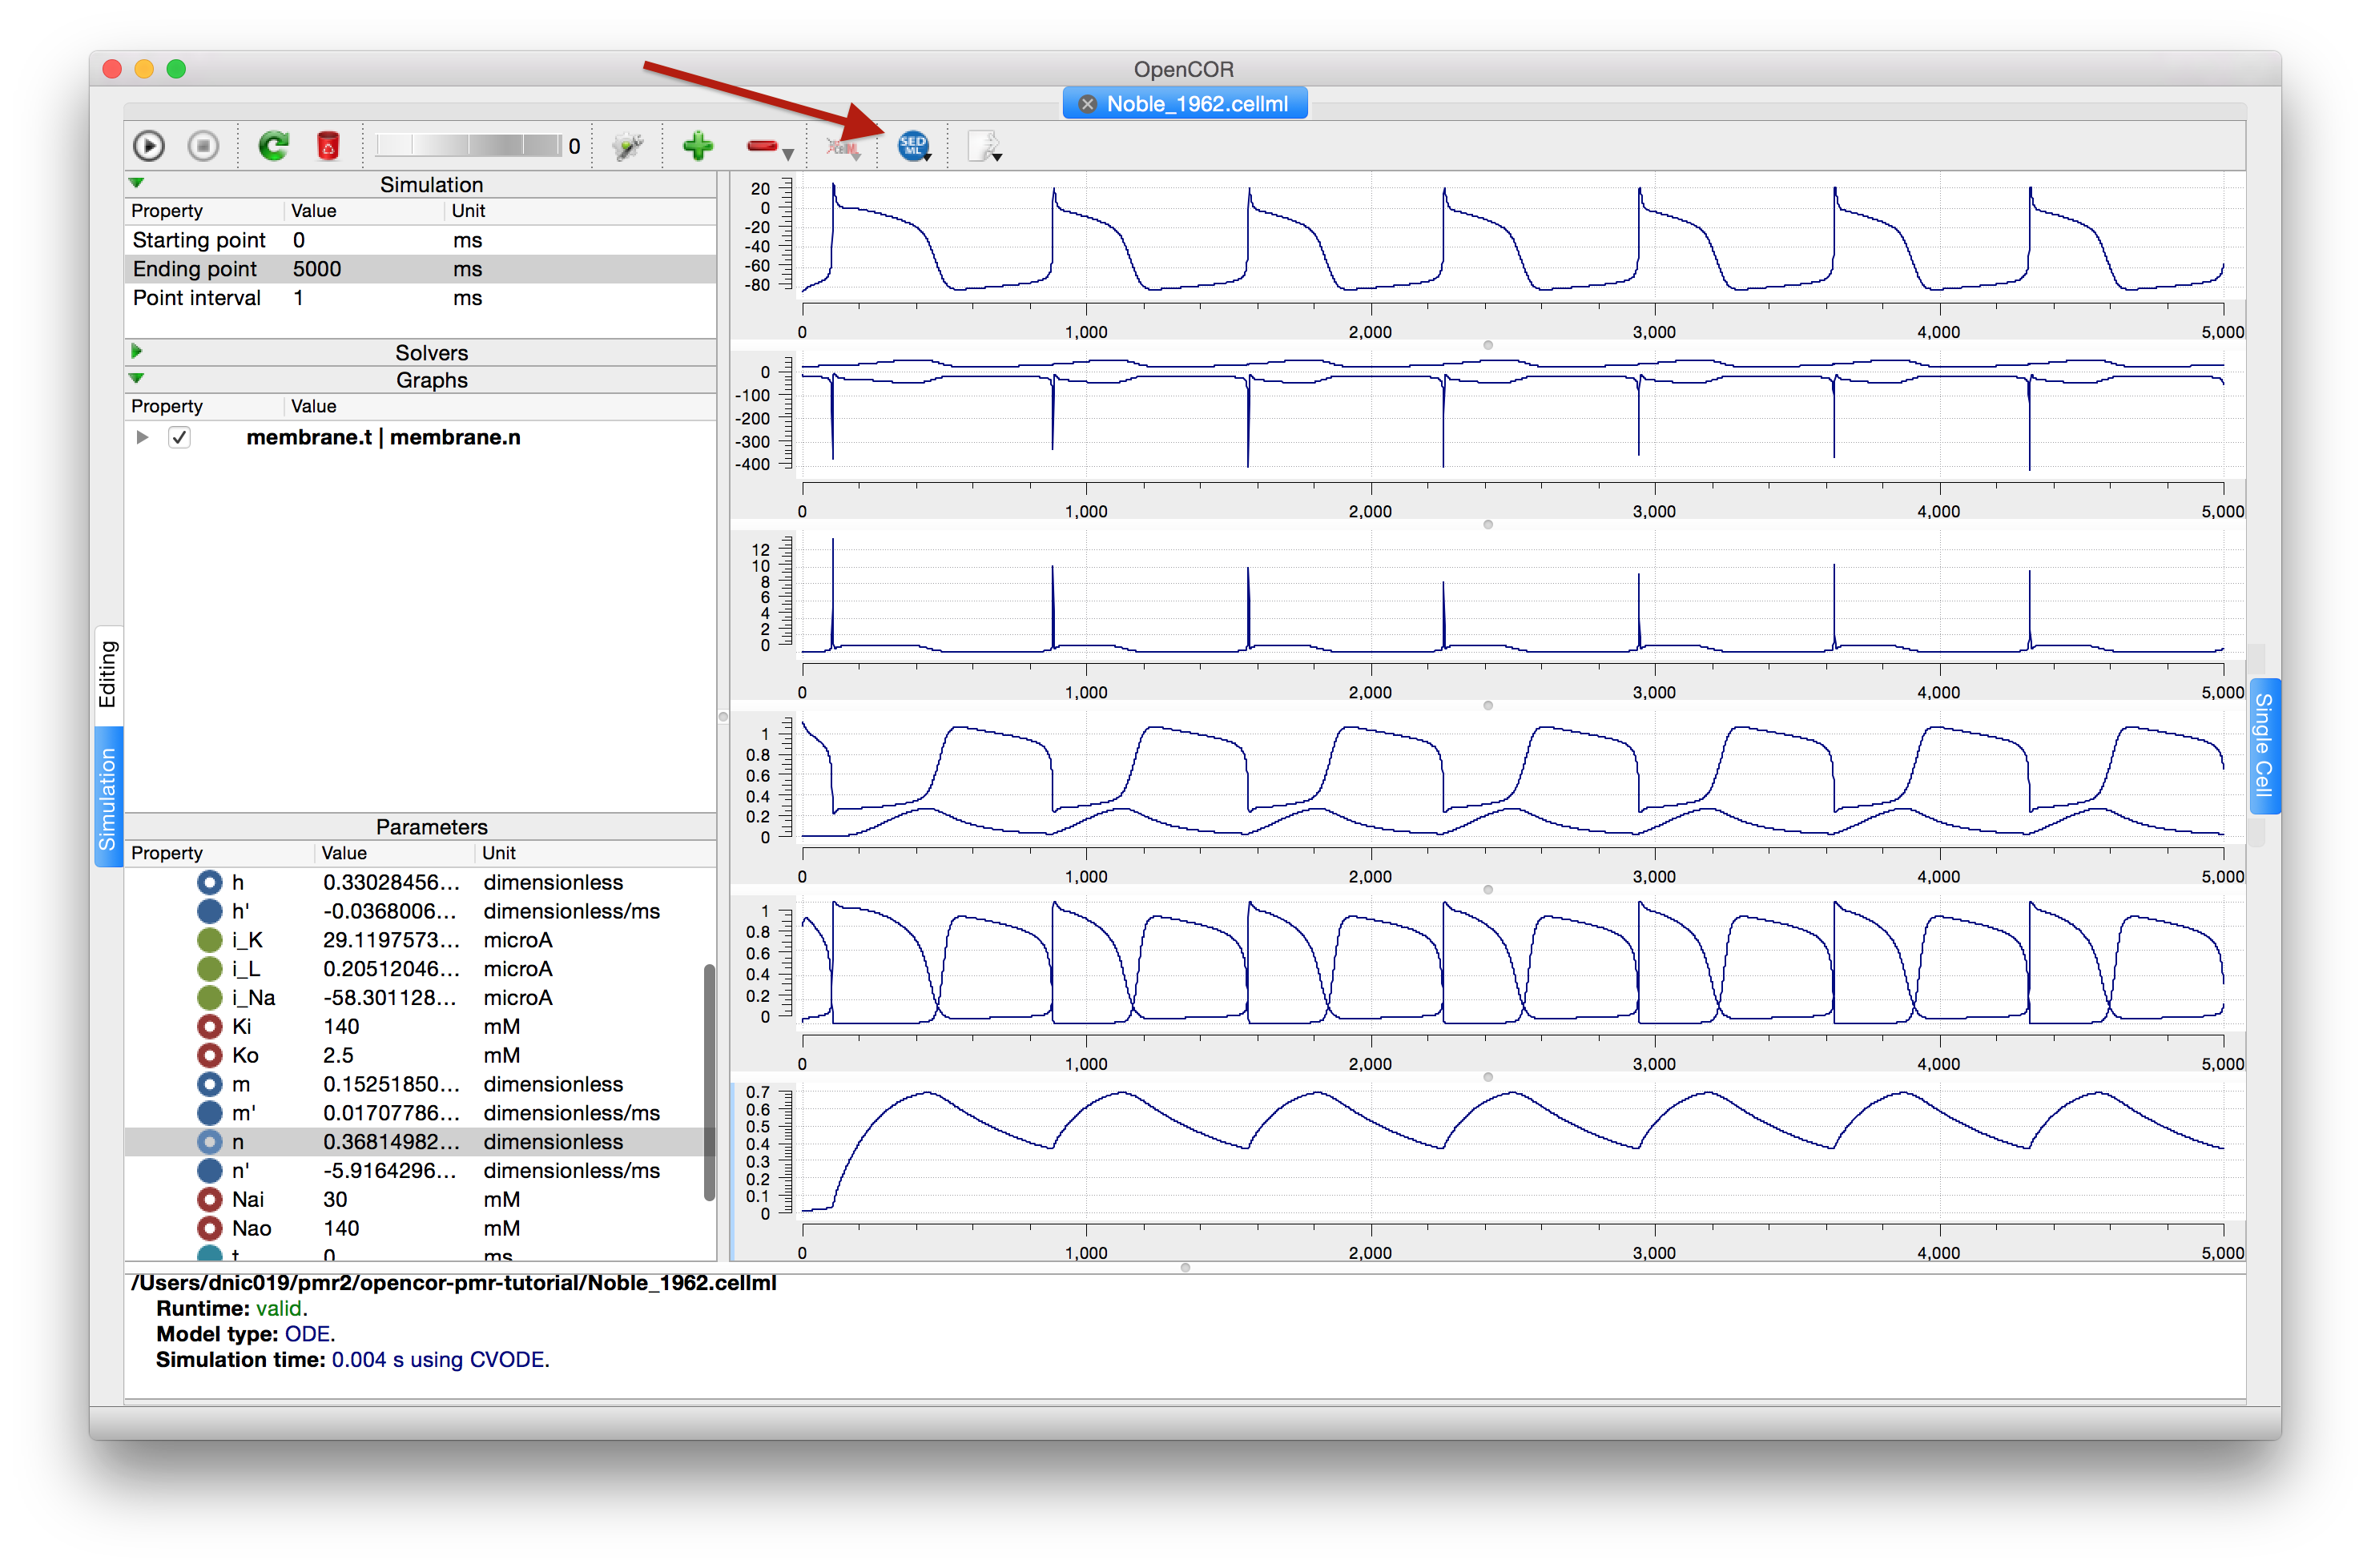 OpenCOR
Noble_1962.cellml
0
SED
ML
Simulation
Property Value Unit
Starting point 0 ms
Ending point 5000 ms
Point interval 1 ms
Solvers
Graphs
Property Value
membrane.t | membrane.n
Editing
Simulation
Parameters
Property Value Unit
h 0.33028456... dimensionless
h' -0.0368006... dimensionless/ms
i_K 29.1197573... microA
i_L 0.20512046... microA
i_Na -58.301128... microA
Ki 140 mM
Ko 2.5 mM
m 0.15251850... dimensionless
m' 0.01707786... dimensionless/ms
n 0.36814982... dimensionless
n' -5.9164296... dimensionless/ms
Nai 30 mM
Nao 140 mM
t 0 ms
20
0
-20
-40
-60
-80
0 1,000 2,000 3,000 4,000 5,000
0
-100
-200
-300
-400
0 1,000 2,000 3,000 4,000 5,000
12
10
8
6
4
2
0
0 1,000 2,000 3,000 4,000 5,000
1
0.8
0.6
0.4
0.2
0
0 1,000 2,000 3,000 4,000 5,000
1
0.8
0.6
0.4
0.2
0
0 1,000 2,000 3,000 4,000 5,000
0.7
0.6
0.5
0.4
0.3
0.2
0.1
0
0 1,000 2,000 3,000 4,000 5,000
Single Cell
/Users/dnic019/pmr2/opencor-pmr-tutorial/Noble_1962.cellml
Runtime: valid.
Model type: ODE.
Simulation time: 0.004 s using CVODE.